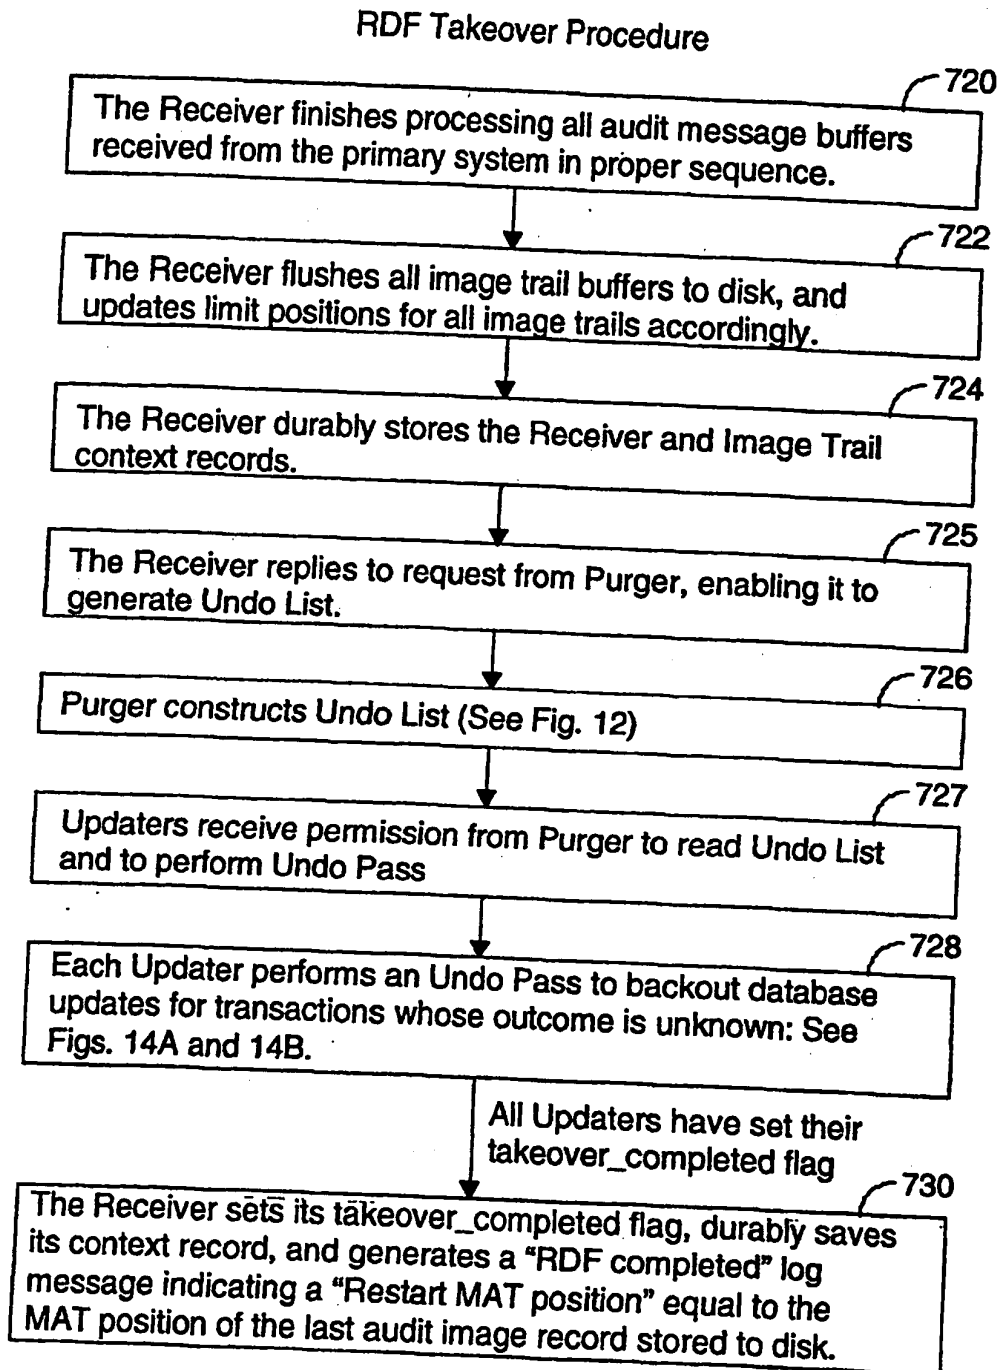 RDF Takeover Procedure
720
The Receiver finishes processing all audit message buffers
received from the primary system in proper sequence.
722
The Receiver flushes all image trail buffers to disk, and
updates limit positions for all image trails accordingly.
724
The Receiver durably stores the Receiver and Image Trail
context records.
725
The Receiver replies to request from Purger, enabling it to
generate Undo List.
726
Purger constructs Undo List (See Fig. 12)
727
Updaters receive permission from Purger to read Undo List
and to perform Undo Pass
728
Each Updater performs an Undo Pass to backout database
updates for transactions whose outcome is unknown: See
Figs. 14A and 14B.
All Updaters have set their
takeover_completed flag
730
The Receiver sets its takeover_completed flag, durably saves
its context record, and generates a “RDF completed” log
message indicating a “Restart MAT position” equal to the
MAT position of the last audit image record stored to disk.